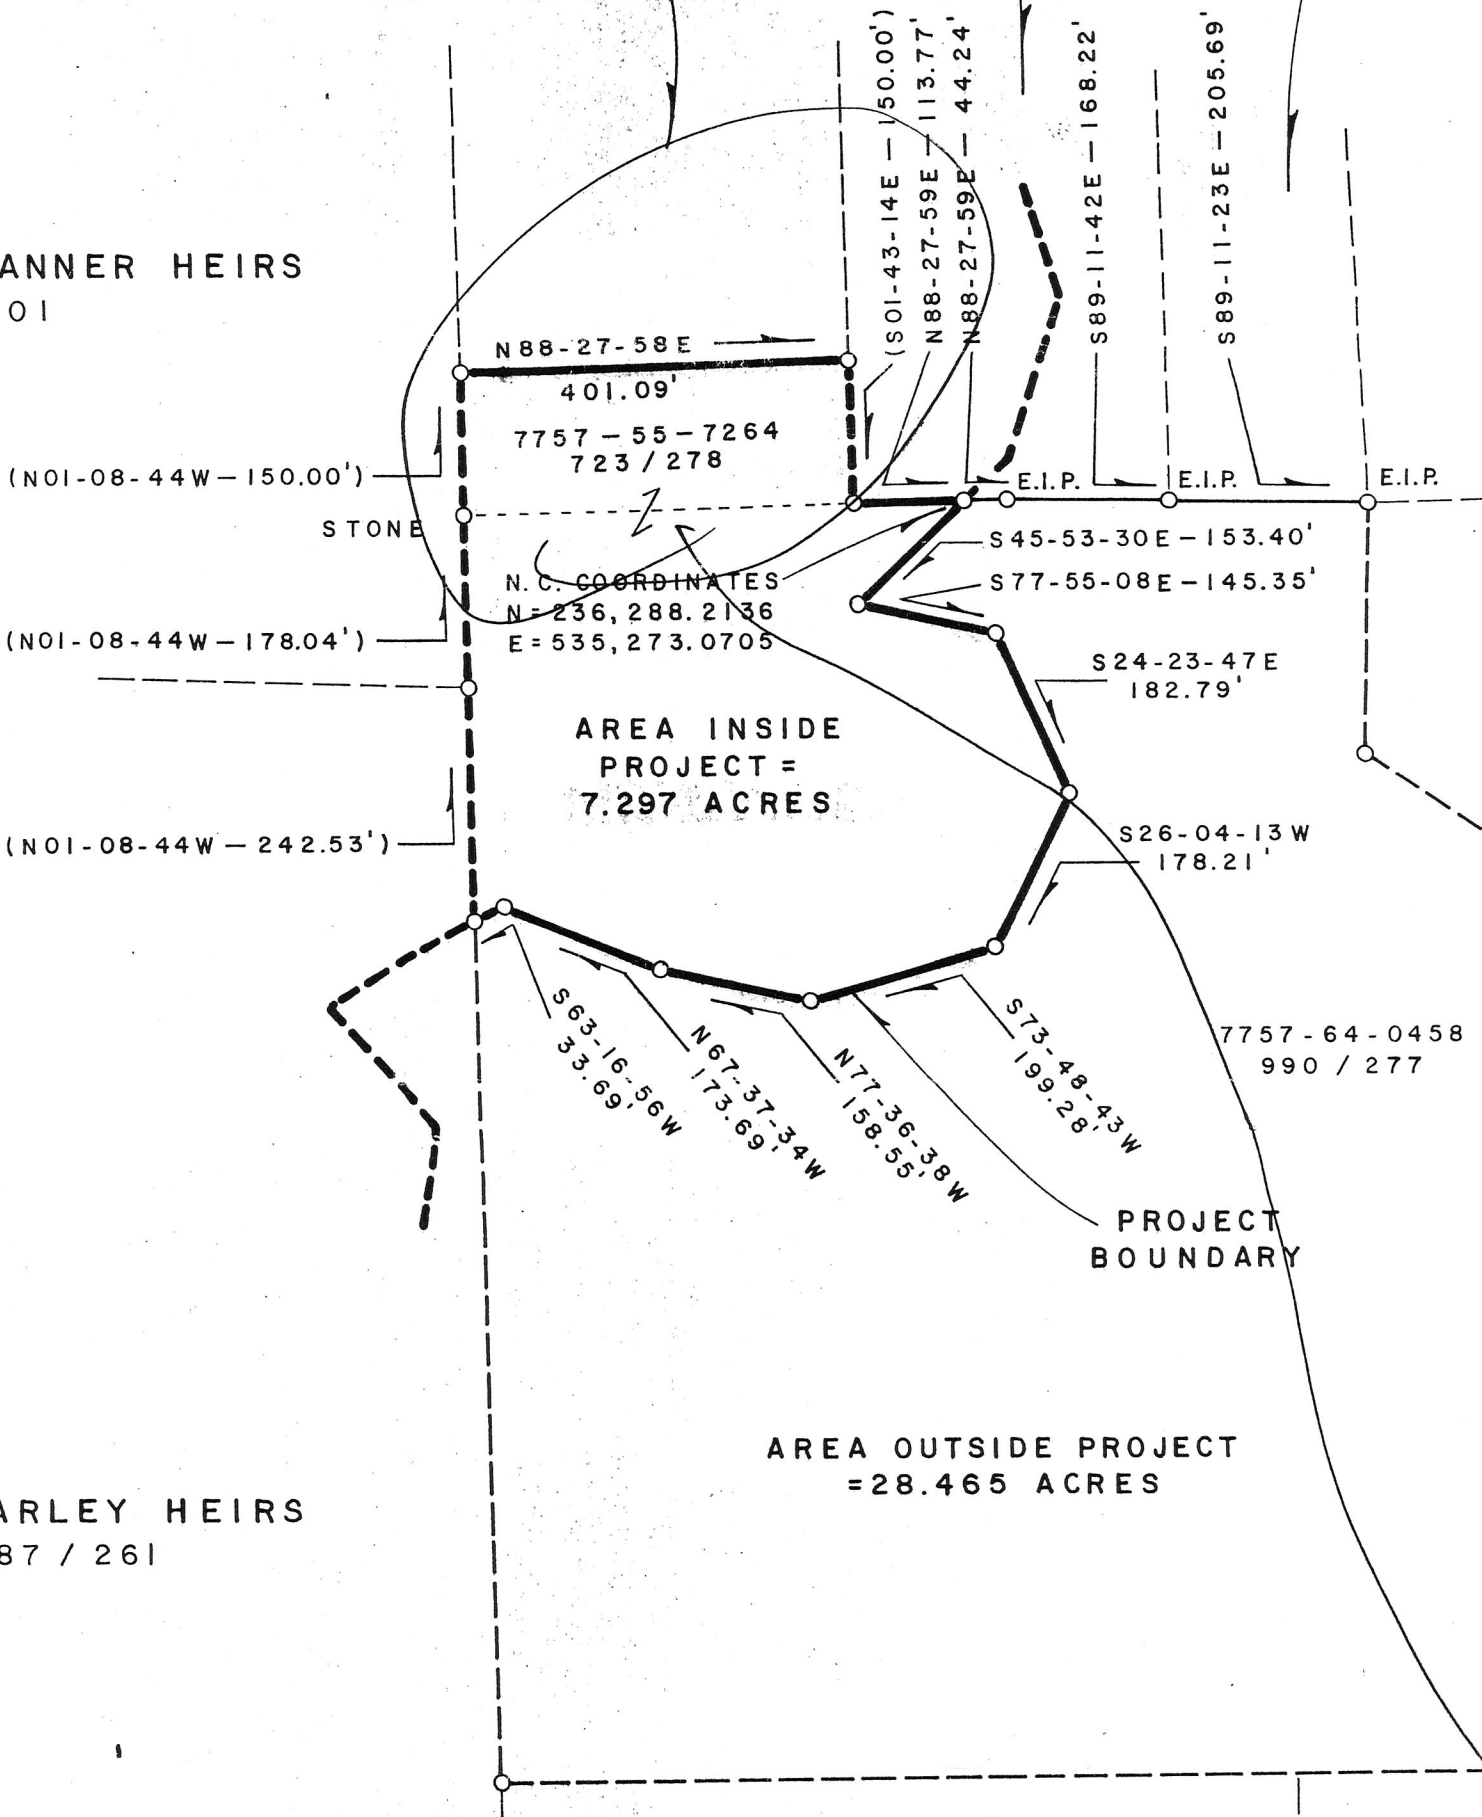 (S01-43-14E — 150.00')
N88-27-59E — 113.77'
N88-27-59E — 44.24'
S89-11-42E — 168.22'
S89-11-23E — 205.69'
ANNER HEIRS
01
N88-27-58E
401.09'
7757-55-7264
723/278
(N01-08-44W — 150.00')
E.I.P.
E.I.P.
E.I.P.
STONE
S45-53-30E — 153.40'
N.C. COORDINATES
N=236,288.2136
E=535,273.0705
S77-55-08E — 145.35'
(N01-08-44W — 178.04')
S24-23-47E
182.79'
AREA INSIDE
PROJECT =
7.297 ACRES
(N01-08-44W — 242.53')
S26-04-13W
178.21'
S63-16-56W
33.69'
N67-37-34W
173.69'
N77-36-38W
158.55'
S73-48-43W
199.28'
7757-64-0458
990/277
PROJECT
BOUNDARY
AREA OUTSIDE PROJECT
=28.465 ACRES
ARLEY HEIRS
87/261